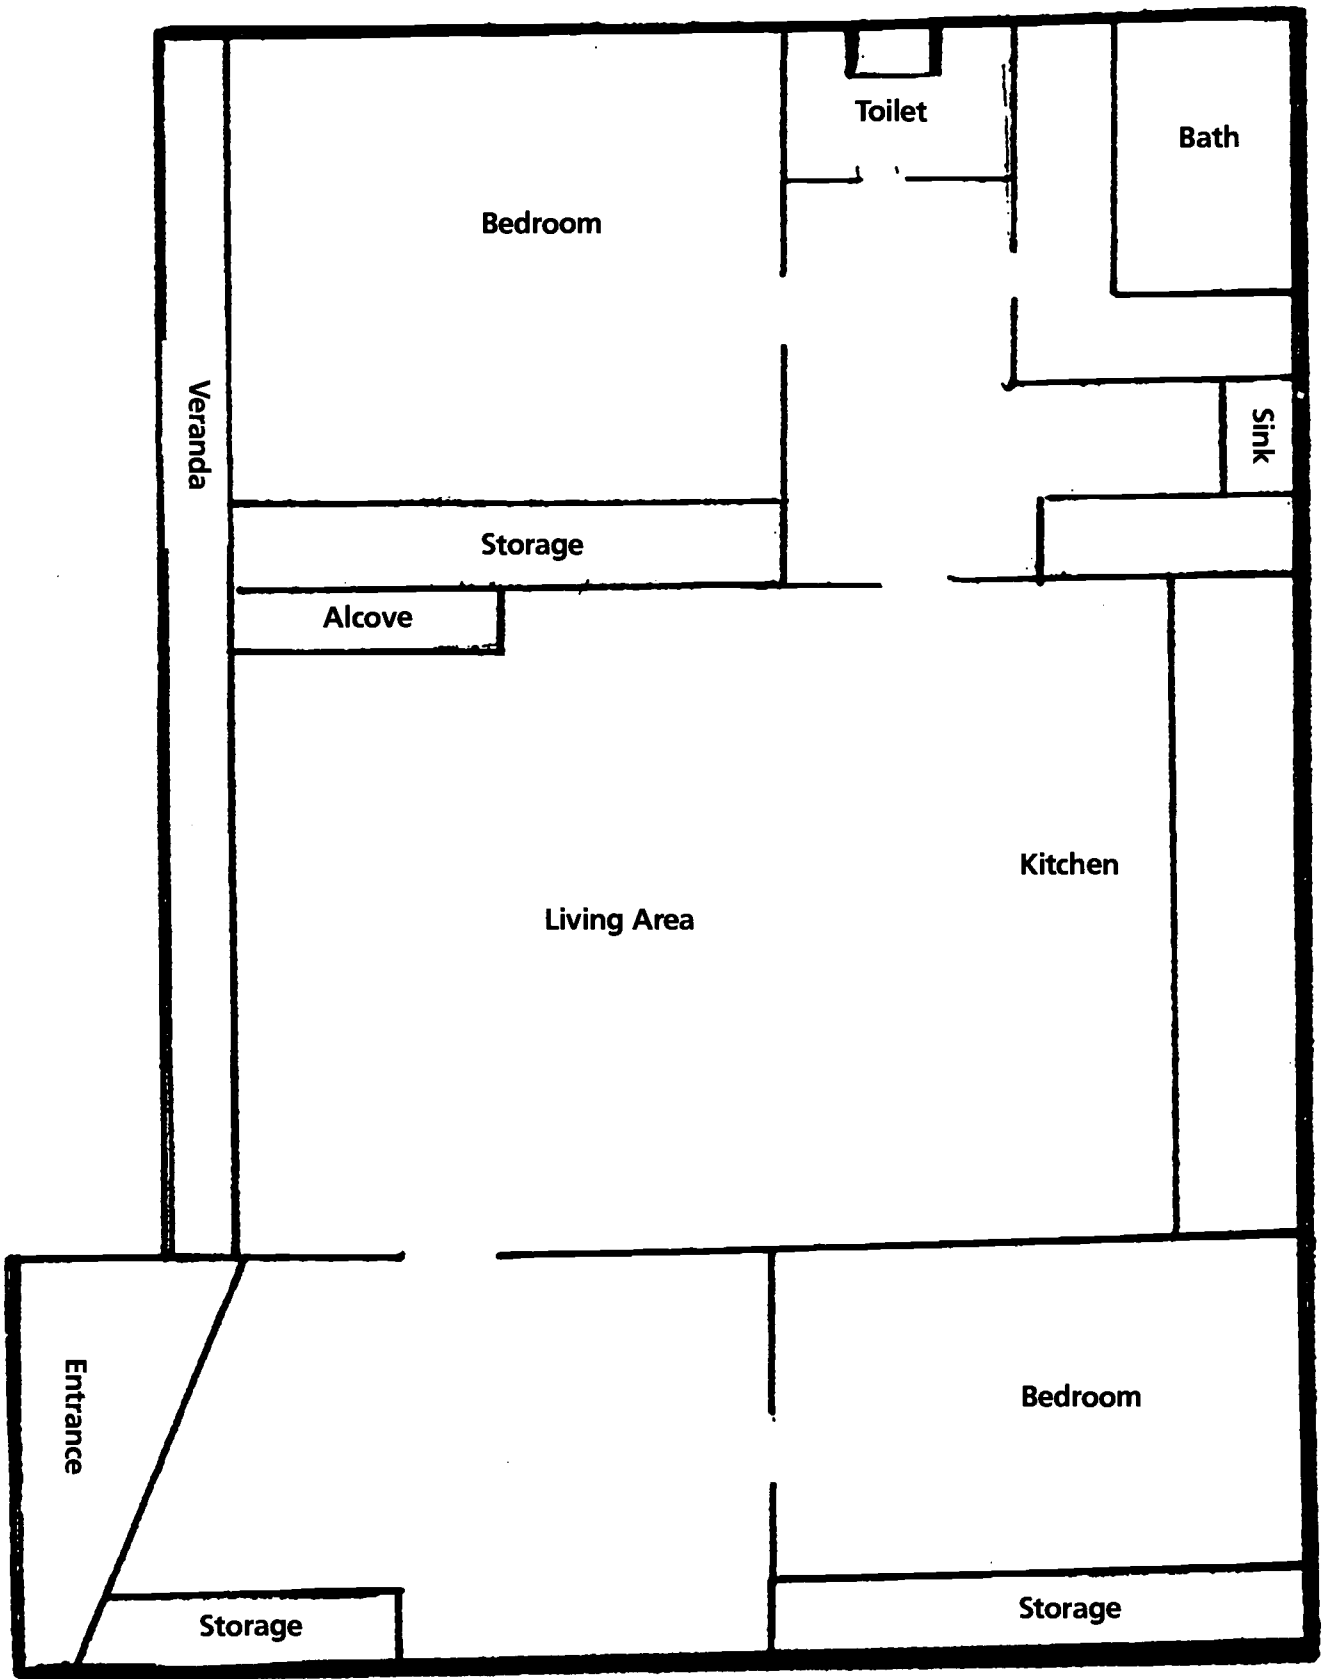 Toilet
Bath
Bedroom
Veranda
Sink
Storage
Alcove
Kitchen
Living Area
Entrance
Bedroom
Storage
Storage